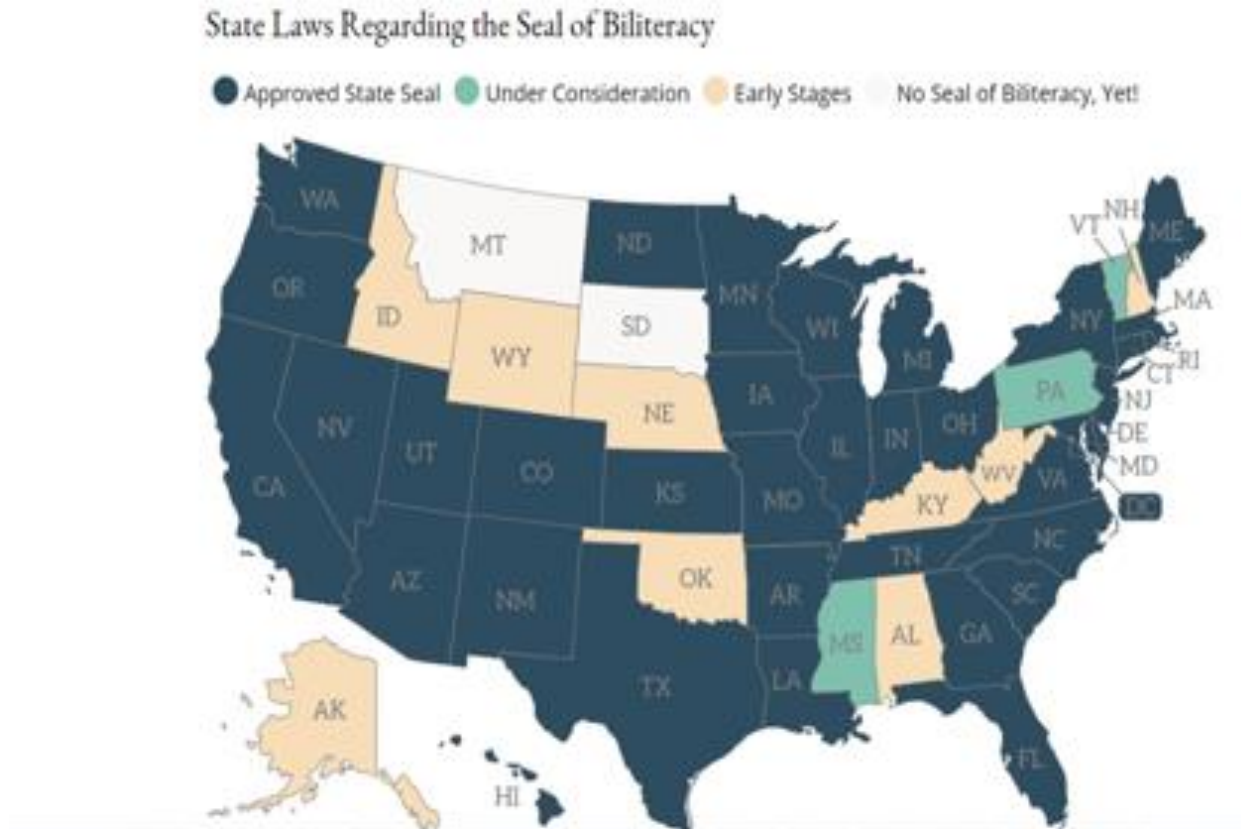 State Laws Regarding the Seal of Biliteracy
Approved State Seal Under Consideration Early Stages No Seal of Biliteracy, Yet!
WA
MT
ND
MN
VT
NH
ME
OR
ID
SD
WI
MI
NY
MA
RI
CT
WY
IA
PA
NJ
NV
UT
NE
IL
IN
OH
DE
MD
CA
CO
KS
MO
WV
VA
DC
KY
AZ
NM
OK
AR
TN
NC
SC
TX
LA
MS
AL
GA
AK
HI
FL